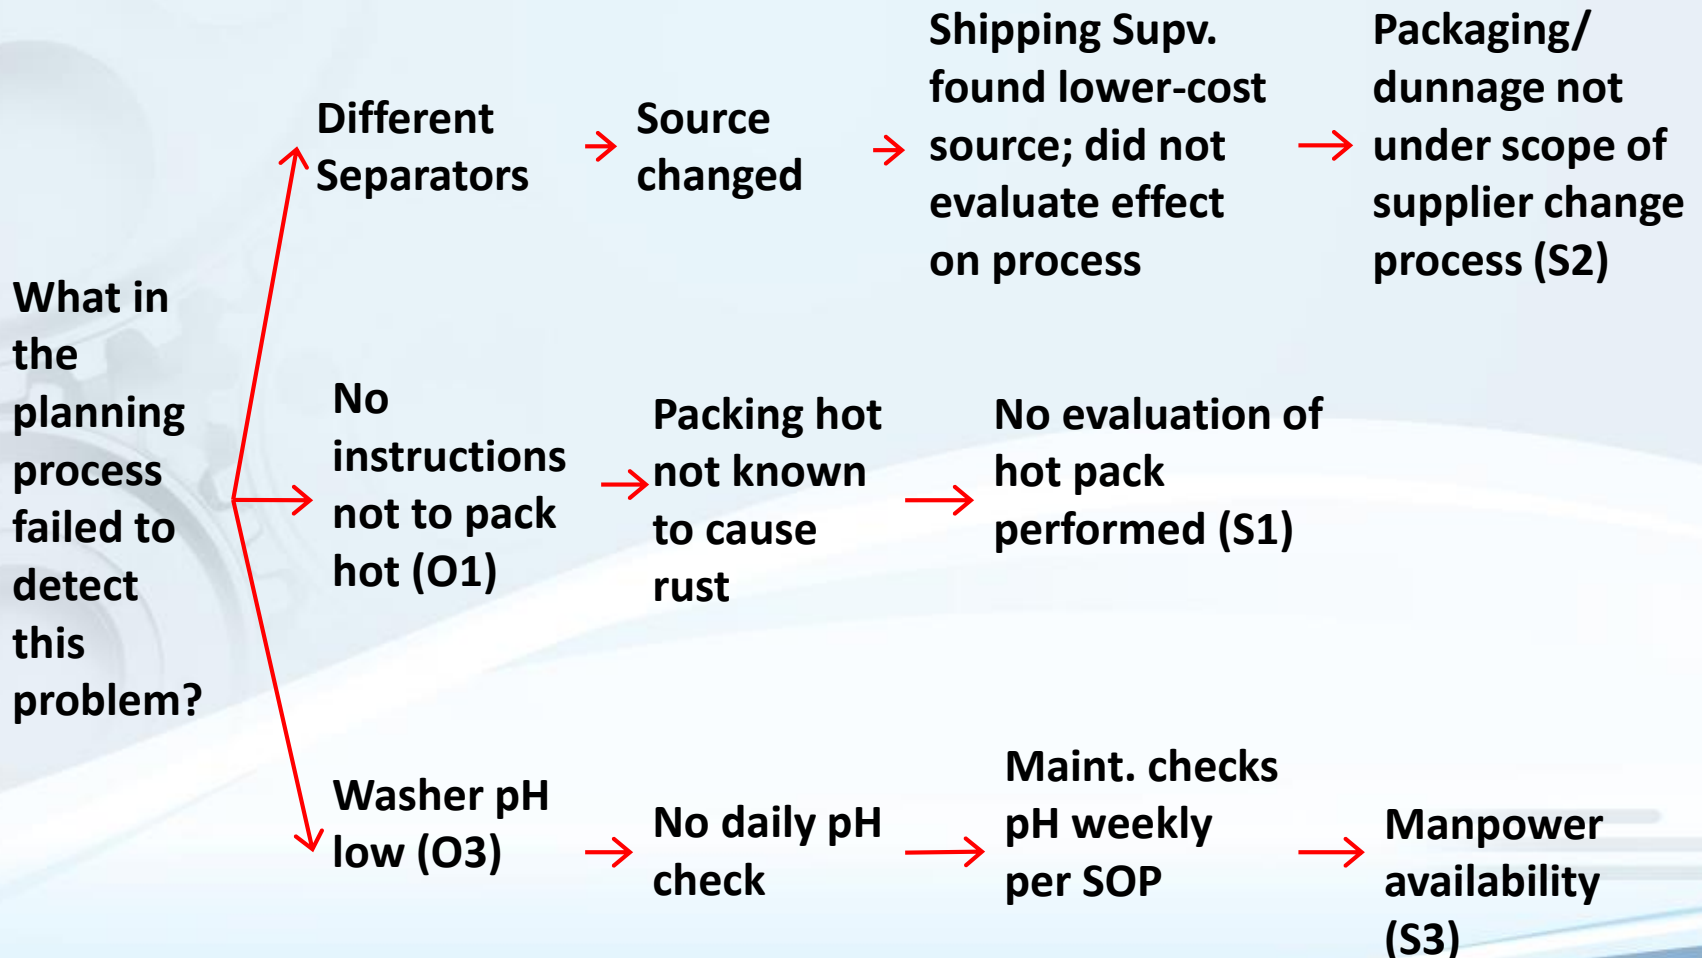 What in
the
planning
process
failed to
detect
this
problem?
Different
Separators
Source
changed
Shipping Supv.
found lower-cost
source; did not
evaluate effect
on process
Packaging/
dunnage not
under scope of
supplier change
process (S2)
No
instructions
not to pack
hot (O1)
Packing hot
not known
to cause
rust
No evaluation of
hot pack
performed (S1)
Washer pH
low (O3)
No daily pH
check
Maint. checks
pH weekly
per SOP
Manpower
availability
(S3)